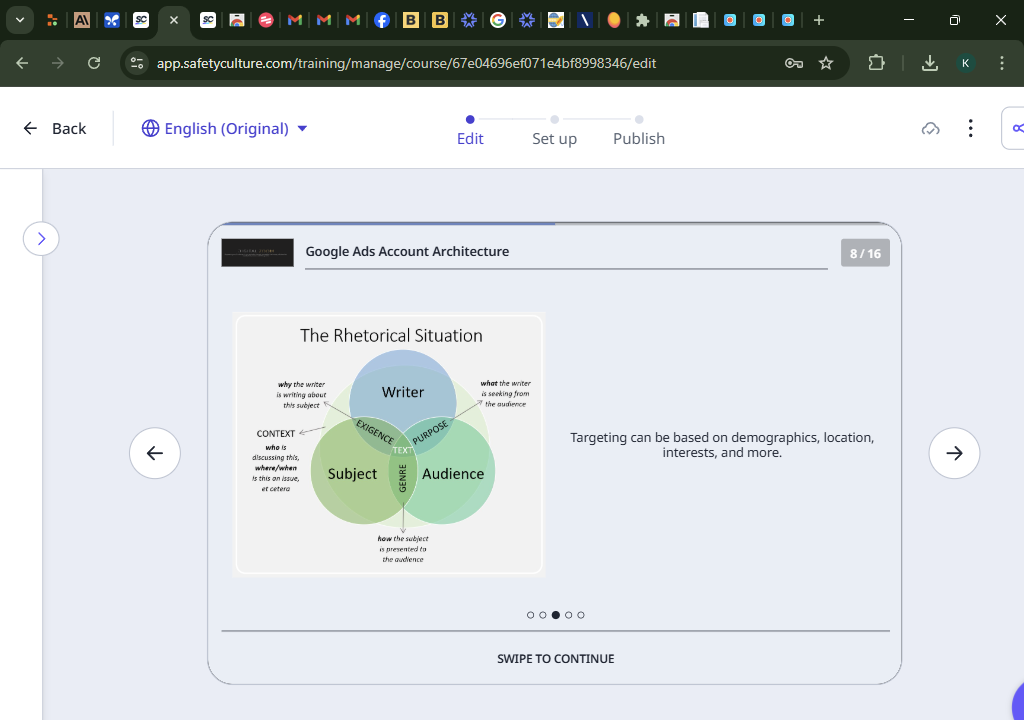 app.safetyculture.com/training/manage/course/67e04696ef071e4bf8998346/edit
K
Back
English (Original)
Edit
Set up
Publish
Google Ads Account Architecture
8 / 16
The Rhetorical Situation
Writer
why the writer
is writing about
this subject
what the writer
is seeking from
the audience
EXIGENCE
PURPOSE
CONTEXT
who is
discussing this,
where/when
is this an issue,
et cetera
TEXT
Subject
GENRE
Audience
how the subject
is presented to
the audience
Targeting can be based on demographics, location,
interests, and more.
SWIPE TO CONTINUE